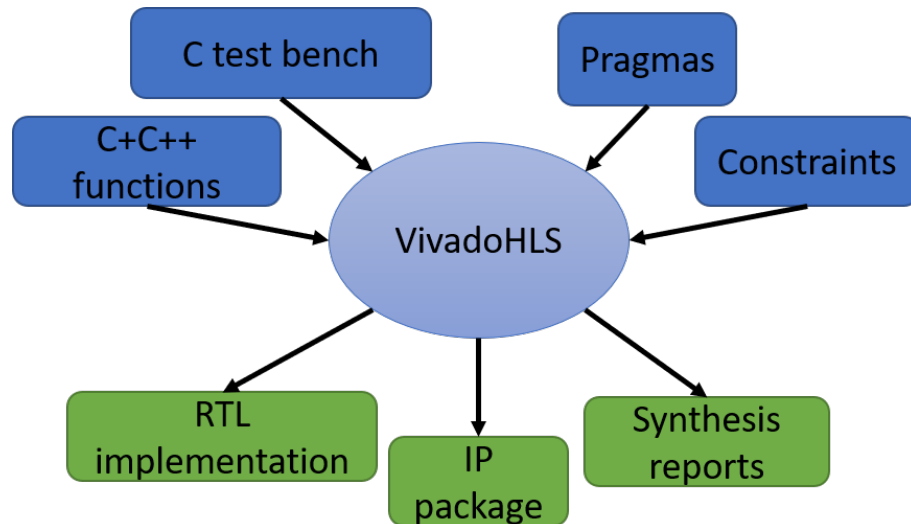 C test bench
Pragmas
C+C++
functions
Constraints
VivadoHLS
RTL
implementation
IP
package
Synthesis
reports